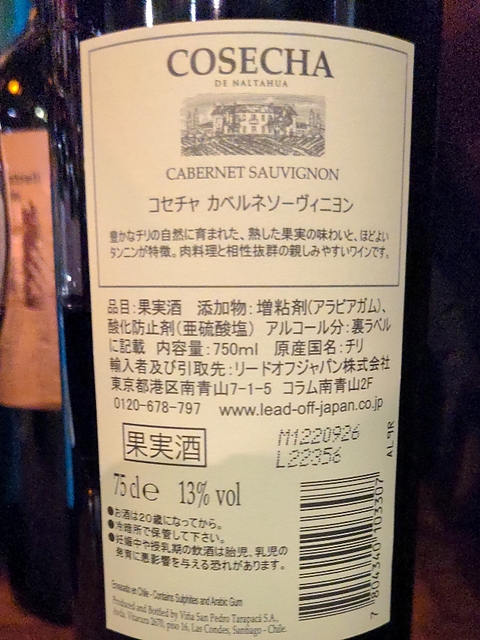 COSECHA
DE NALTAHUA
CABERNET SAUVIGNON
コセチャ カベルネソーヴィニヨン
豊かなチリの自然に育まれた、熟した果実の味わいと、ほどよい
タンニンが特徴。肉料理と相性抜群の親しみやすいワインです。
品目:果実酒 添加物:増粘剤(アラビアガム)、
酸化防止剤(亜硫酸塩) アルコール分:裏ラベル
に記載 内容量:750ml 原産国名:チリ
輸入者及び引取先:リードオフジャパン株式会社
東京都港区南青山7-1-5 コラム南青山2F
0120-678-797 www.lead-off-japan.co.jp
果実酒
M1220926
L22356
75 cl e 13% vol
●お酒は20歳になってから。
●冷暗所で保管して下さい。
●妊娠中や授乳期の飲酒は胎児、乳児の
発育に悪影響を与える恐れがあります。
Envasado en Chile - Contains Sulphites and Arabic Gum
Produced and Bottled by Viña San Pedro Tarapacá S.A.,
Avda. Vitacura 2670, piso 16, Las Condes, Santiago - Chile.
7 804340 103307